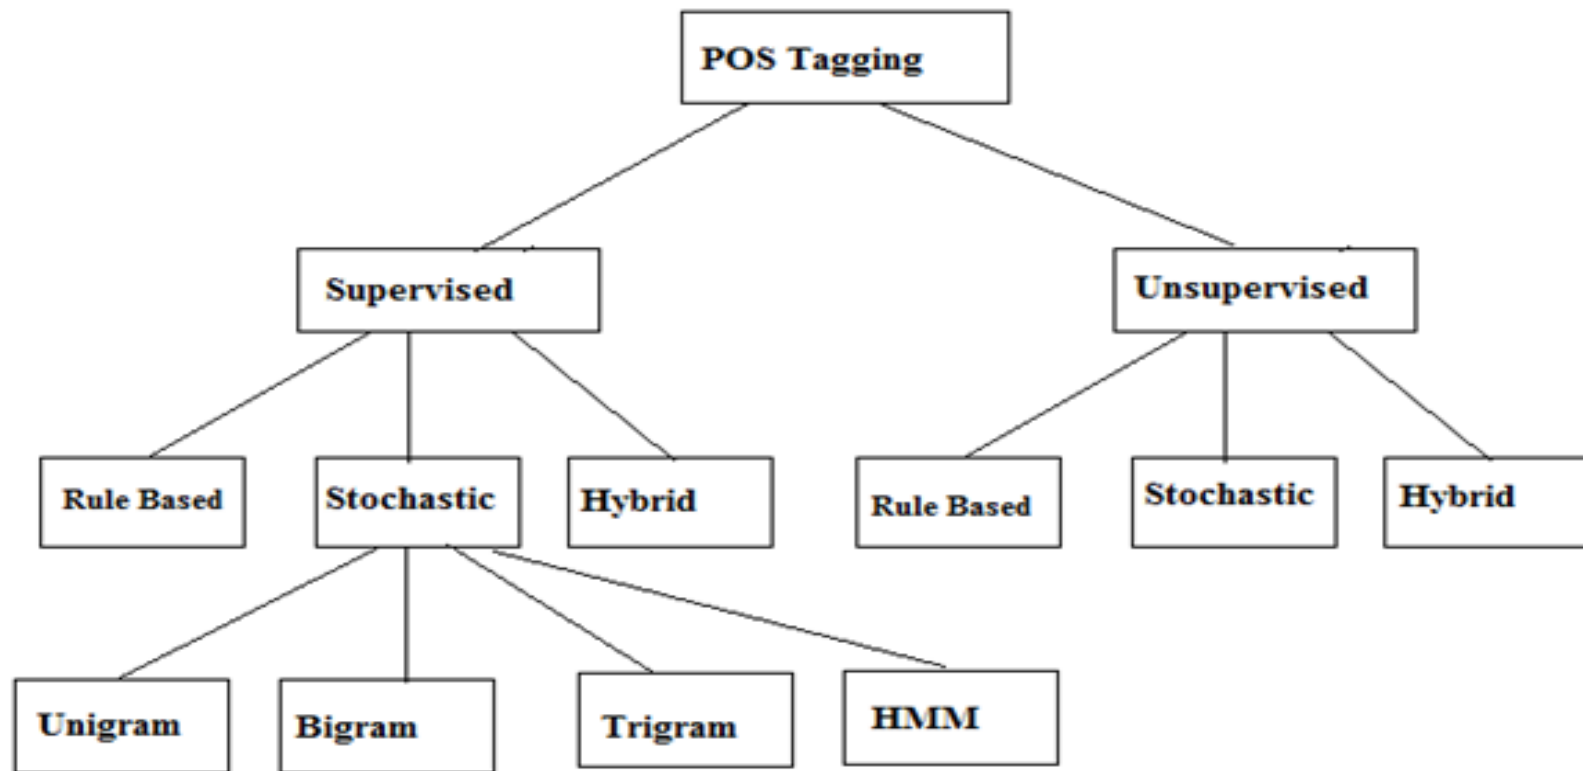 POS Tagging
Supervised
Unsupervised
Rule Based
Stochastic
Hybrid
Rule Based
Stochastic
Hybrid
Unigram
Bigram
Trigram
HMM